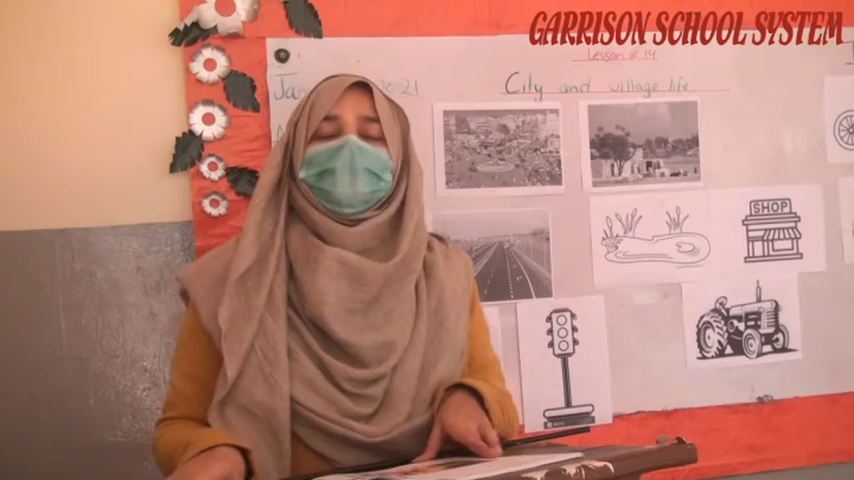 GARRISON SCHOOL SYSTEM
Lesson # 14
City and village life
SHOP